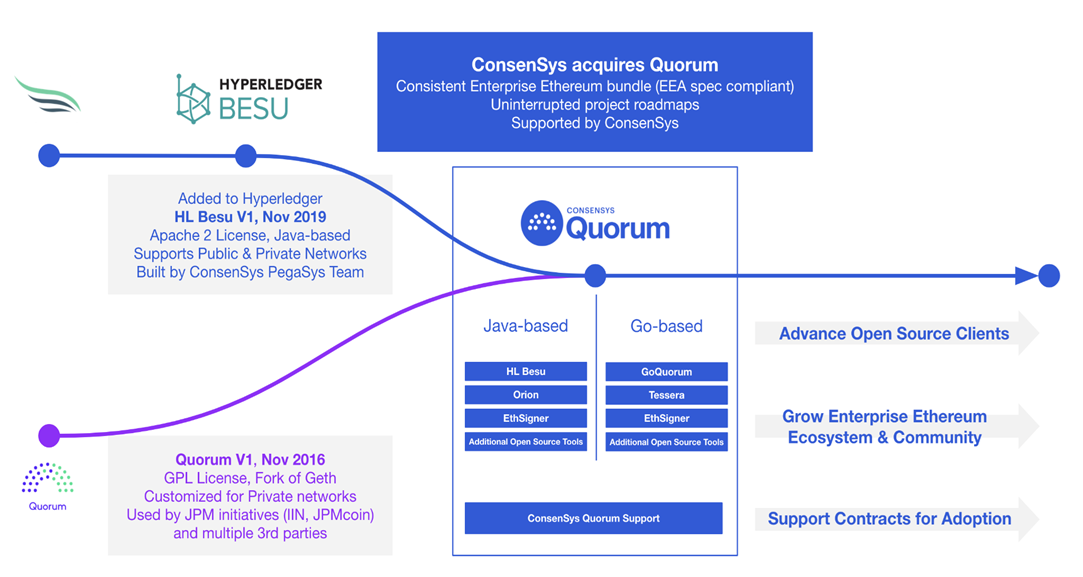 HYPERLEDGER
BESU
ConsenSys acquires Quorum
Consistent Enterprise Ethereum bundle (EEA spec compliant)
Uninterrupted project roadmaps
Supported by ConsenSys
Added to Hyperledger
HL Besu V1, Nov 2019
Apache 2 License, Java-based
Supports Public & Private Networks
Built by ConsenSys PegaSys Team
CONSENSYS
Quorum
Java-based
HL Besu
Orion
EthSigner
Additional Open Source Tools
Go-based
GoQuorum
Tessera
EthSigner
Additional Open Source Tools
ConsenSys Quorum Support
Advance Open Source Clients
Grow Enterprise Ethereum
Ecosystem & Community
Support Contracts for Adoption
Quorum
Quorum V1, Nov 2016
GPL License, Fork of Geth
Customized for Private networks
Used by JPM initiatives (IIN, JPMcoin)
and multiple 3rd parties